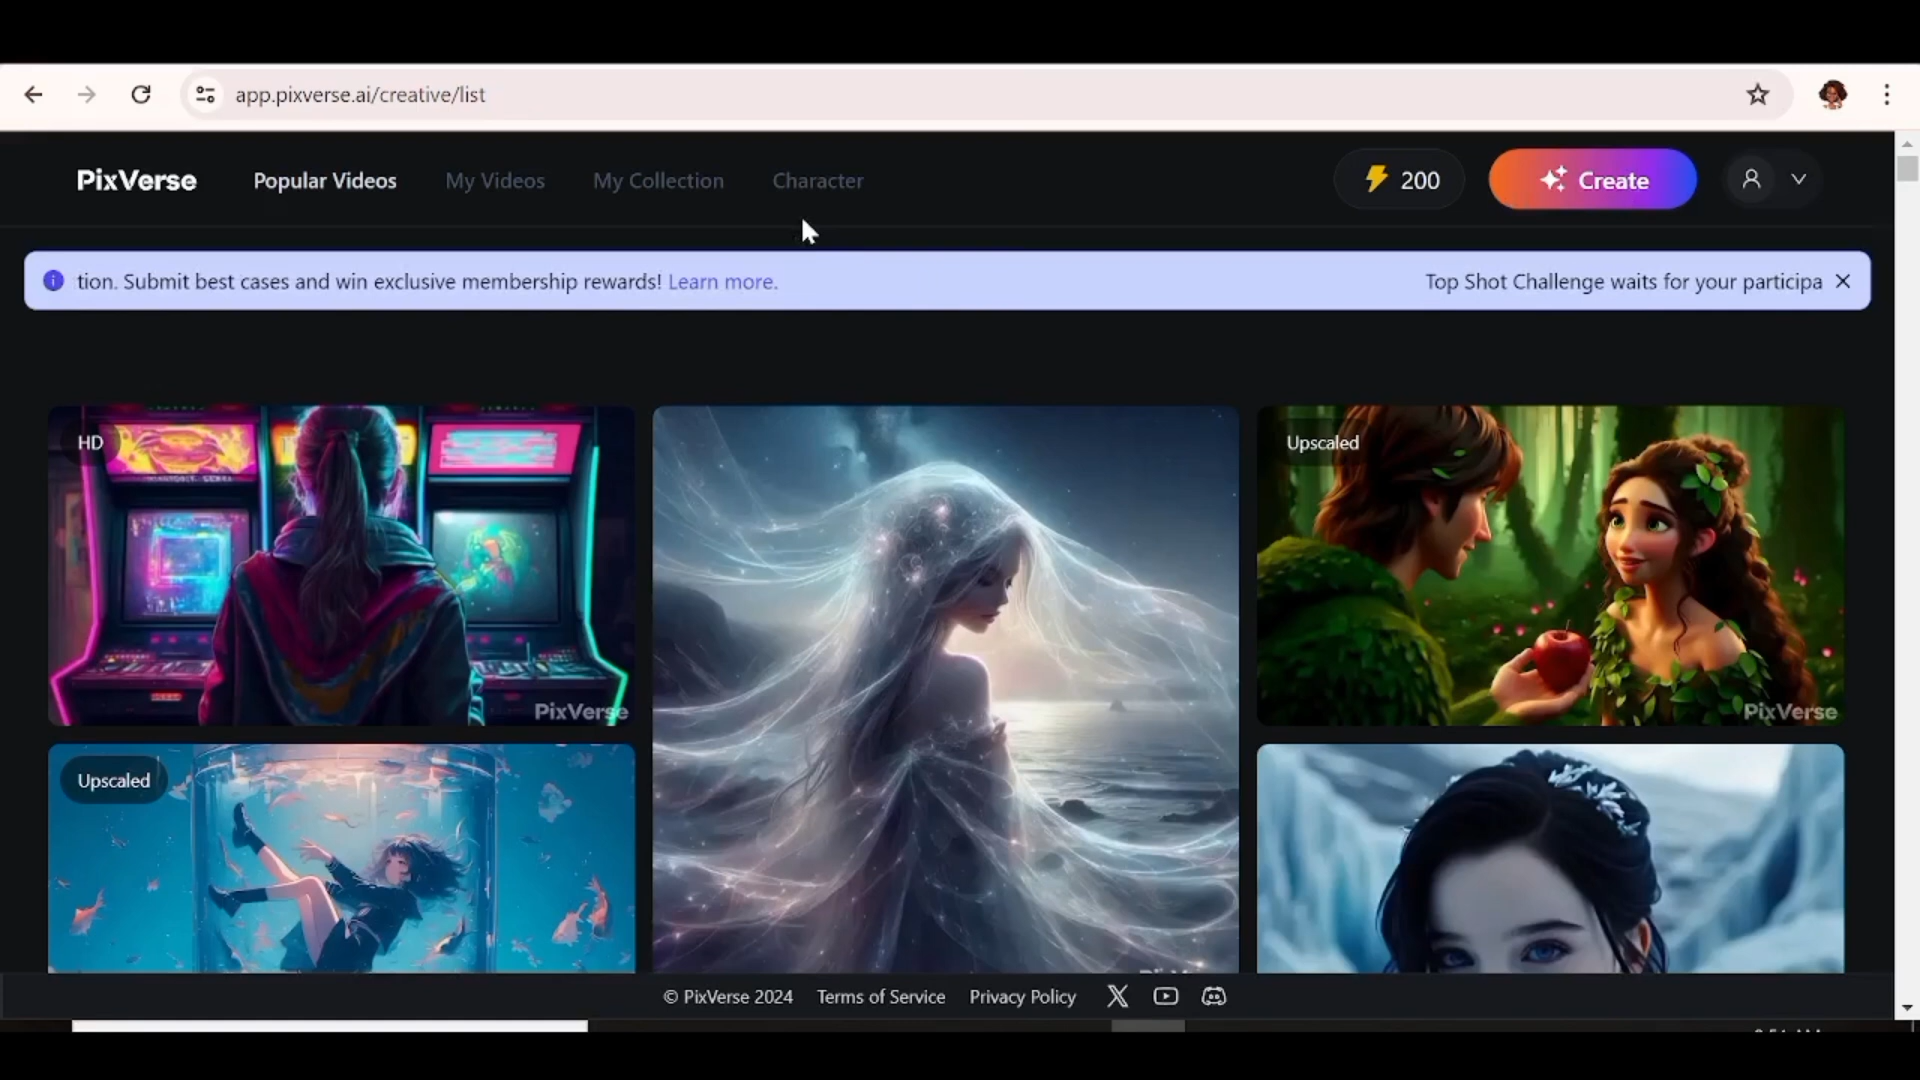 app.pixverse.ai/creative/list
PixVerse Popular Videos My Videos My Collection Character 200 Create
tion. Submit best cases and win exclusive membership rewards! Learn more. Top Shot Challenge waits for your participa
HD
Upscaled
PixVerse
PixVerse
Upscaled
© PixVerse 2024 Terms of Service Privacy Policy